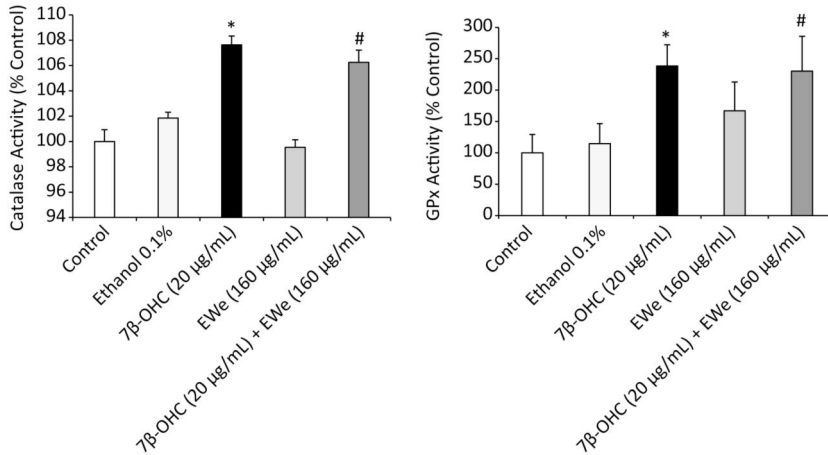 Catalase Activity (% Control)
108
106
104
102
100
98
96
94
*
#
Control
Ethanol 0.1%
7β-OHC (20 µg/mL)
EWe (160 µg/mL)
7β-OHC (20 µg/mL) + EWe (160 µg/mL)
GPx Activity (% Control)
300
250
200
150
100
50
0
*
#
Control
Ethanol 0.1%
7β-OHC (20 µg/mL)
EWe (160 µg/mL)
7β-OHC (20 µg/mL) + EWe (160 µg/mL)
110